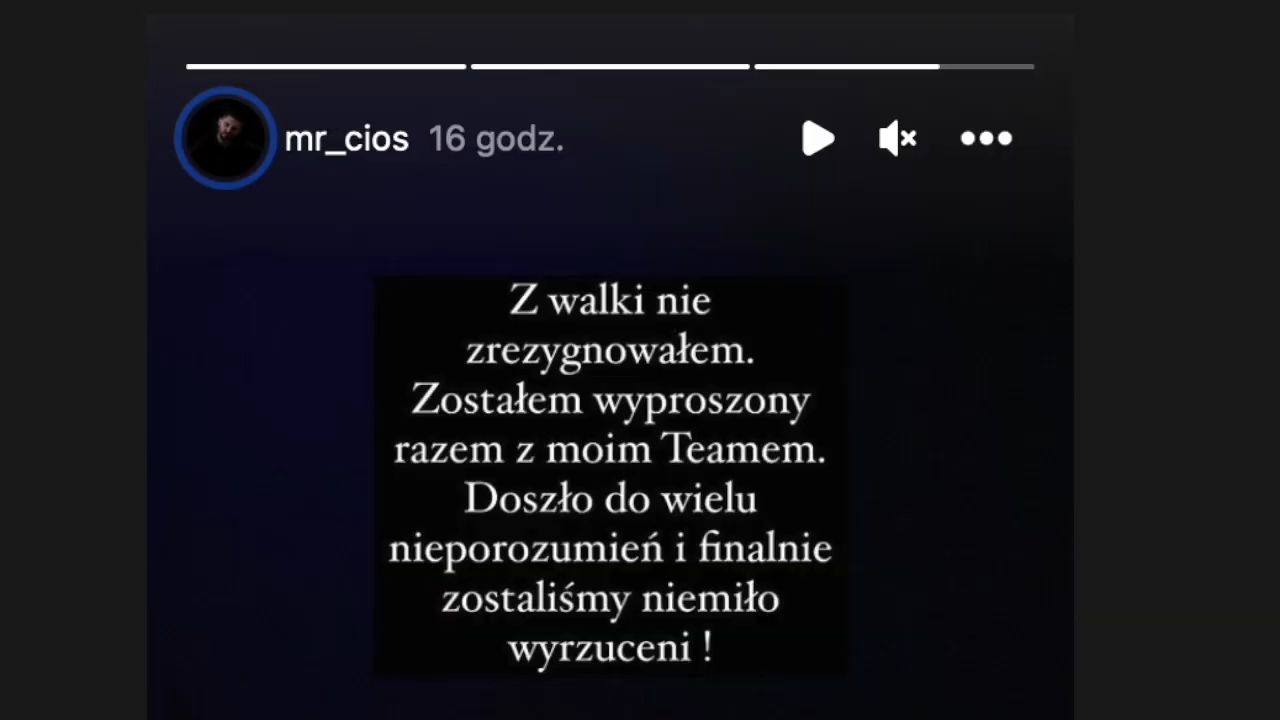 mr_cios 16 godz.
Z walki nie
zrezygnowałem.
Zostałem wyproszony
razem z moim Teamem.
Doszło do wielu
nieporozumień i finalnie
zostaliśmy niemiło
wyrzuceni !